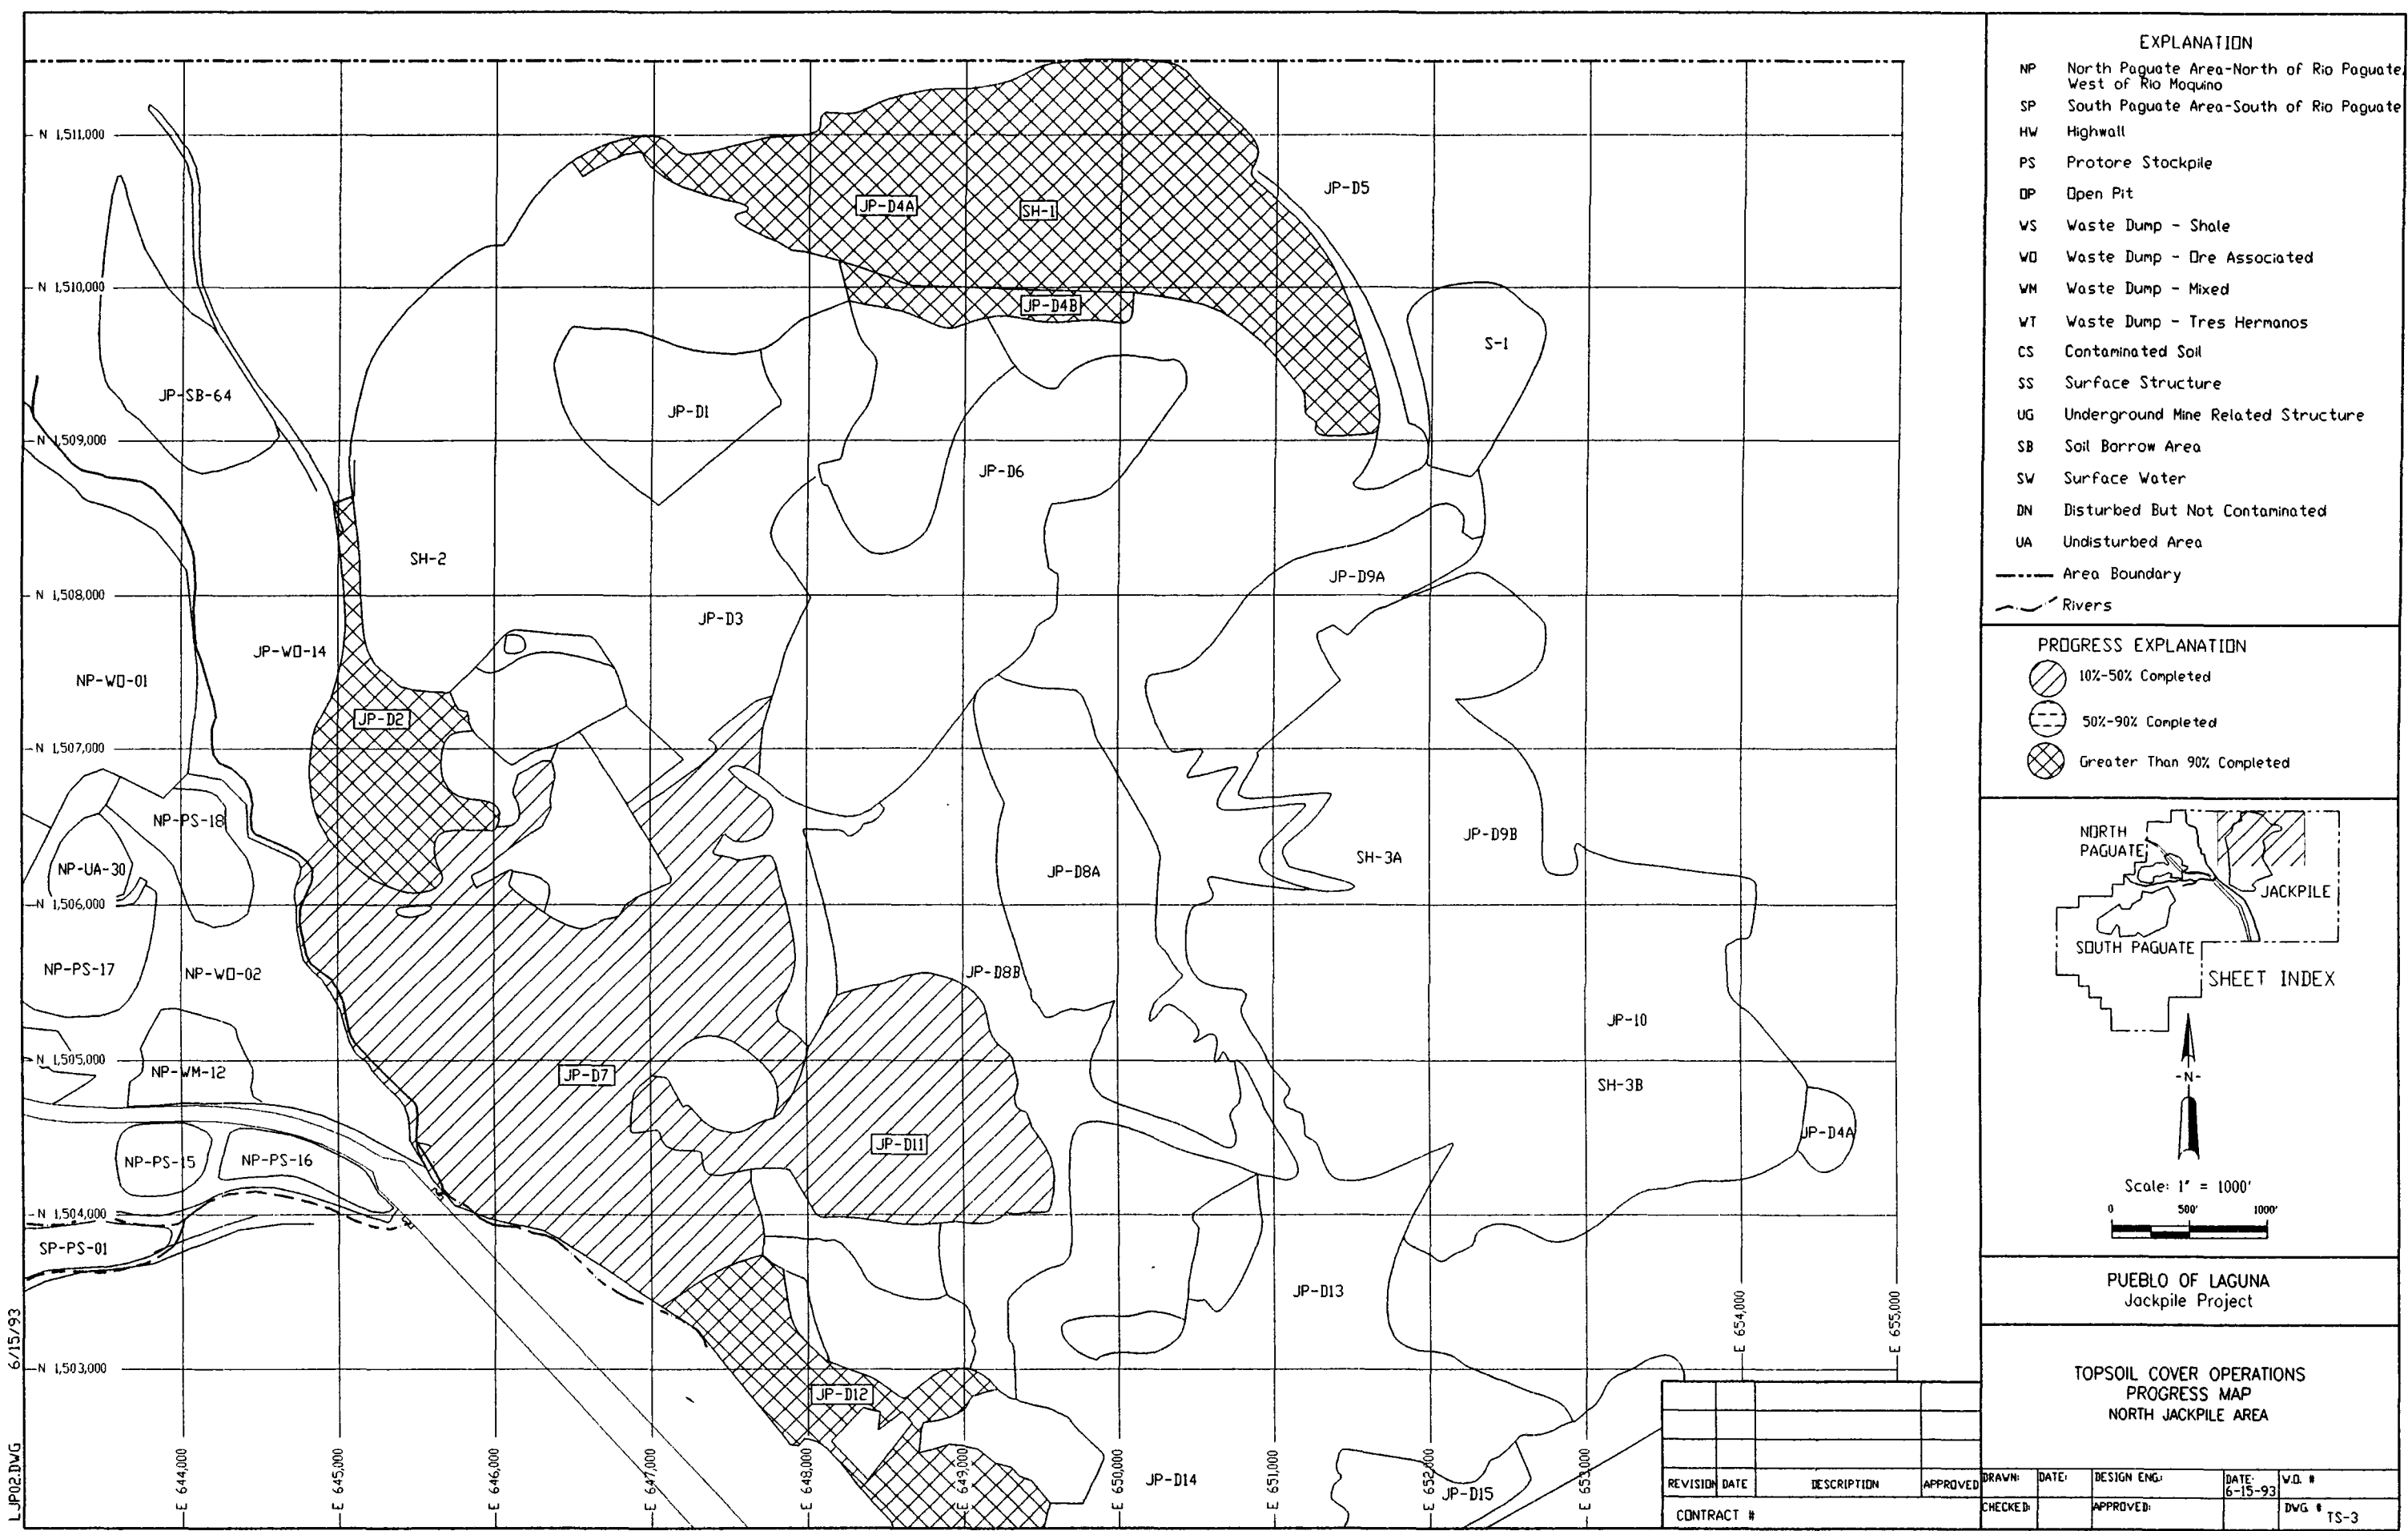 N 1,511,000
N 1,510,000
N 1,509,000
N 1,508,000
N 1,507,000
N 1,506,000
N 1,505,000
N 1,504,000
N 1,503,000
E 644,000
E 645,000
E 646,000
E 647,000
E 648,000
E 649,000
E 650,000
E 651,000
E 652,000
E 653,000
E 654,000
E 655,000
JP-D5
JP-D4A
SH-1
JP-D4B
S-1
JP-SB-64
JP-D1
JP-D6
SH-2
JP-D9A
JP-D3
JP-WO-14
NP-WO-01
JP-D2
NP-PS-18
JP-D9B
SH-3A
NP-UA-30
JP-D8A
NP-PS-17
NP-WO-02
JP-D8B
JP-10
NP-WM-12
JP-D7
SH-3B
JP-D4A
JP-D11
NP-PS-15
NP-PS-16
SP-PS-01
JP-D13
JP-D12
JP-D14
JP-D15
L_JP02.DWG 6/15/93
EXPLANATION
NP North Paguate Area-North of Rio Paguate,
West of Rio Moquino
SP South Paguate Area-South of Rio Paguate
HW Highwall
PS Protore Stockpile
OP Open Pit
WS Waste Dump - Shale
WO Waste Dump - Ore Associated
WM Waste Dump - Mixed
WT Waste Dump - Tres Hermanos
CS Contaminated Soil
SS Surface Structure
UG Underground Mine Related Structure
SB Soil Borrow Area
SW Surface Water
DN Disturbed But Not Contaminated
UA Undisturbed Area
Area Boundary
Rivers
PROGRESS EXPLANATION
10%-50% Completed
50%-90% Completed
Greater Than 90% Completed
NORTH
PAGUATE
JACKPILE
SOUTH PAGUATE
SHEET INDEX
-N-
Scale: 1" = 1000'
0 500' 1000'
PUEBLO OF LAGUNA
Jackpile Project
TOPSOIL COVER OPERATIONS
PROGRESS MAP
NORTH JACKPILE AREA
REVISION DATE DESCRIPTION APPROVED
CONTRACT #
DRAWN: DATE: DESIGN ENG.: DATE: 6-15-93 W.O. #
CHECKED: APPROVED: DWG # TS-3